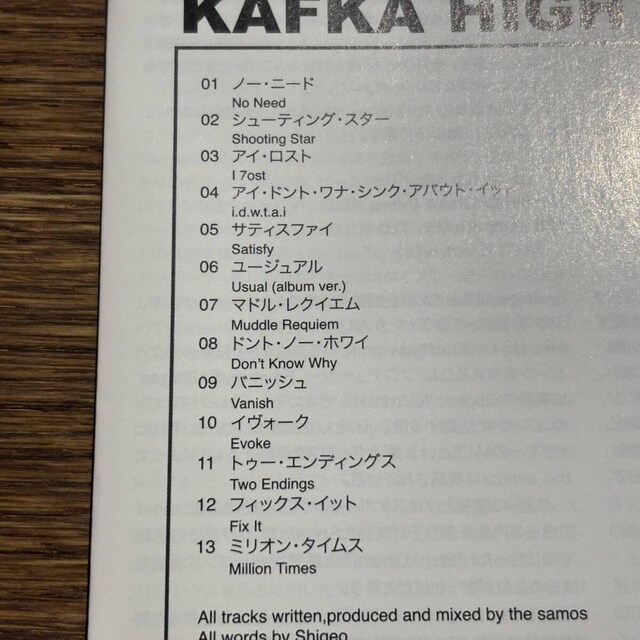 KAFKA HIGH
01 ノー・ニード
No Need
02 シューティング・スター
Shooting Star
03 アイ・ロスト
I 7ost
04 アイ・ドント・ワナ・シンク・アバウト・イット
i.d.w.t.a.i
05 サティスファイ
Satisfy
06 ユージュアル
Usual (album ver.)
07 マドル・レクイエム
Muddle Requiem
08 ドント・ノー・ホワイ
Don't Know Why
09 バニッシュ
Vanish
10 イヴォーク
Evoke
11 トゥー・エンディングス
Two Endings
12 フィックス・イット
Fix It
13 ミリオン・タイムス
Million Times
All tracks written,produced and mixed by the samos
All words by Shigeo